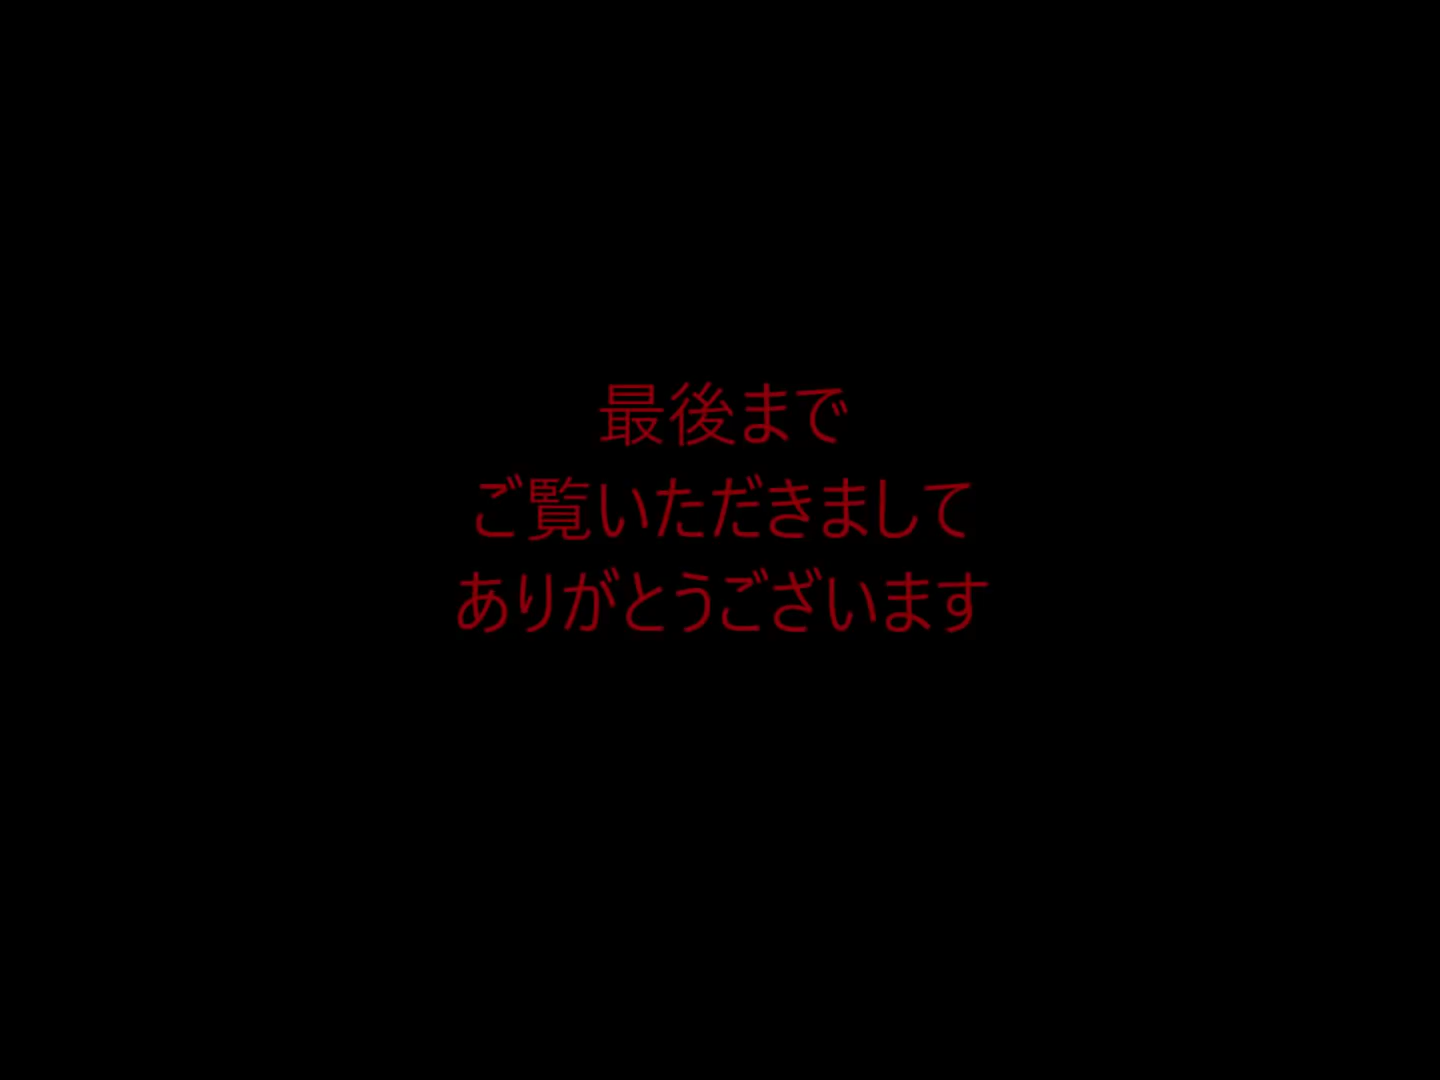 最後まで
ご覧いただきまして
ありがとうございます